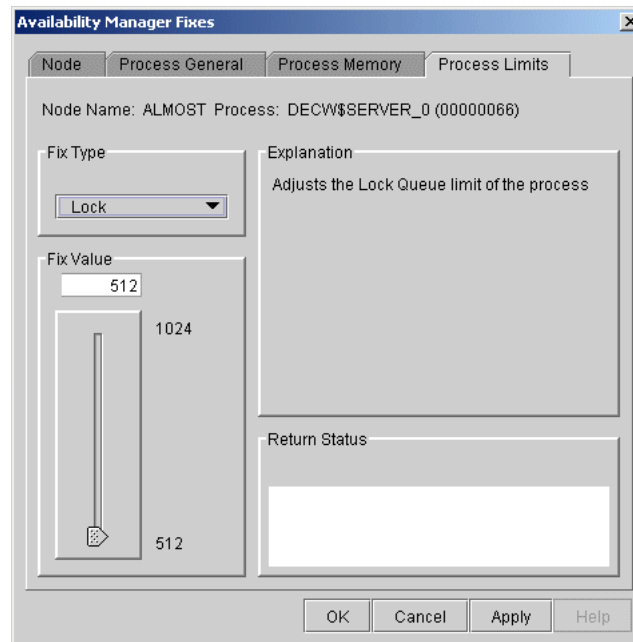 Availability Manager Fixes
Node Process General Process Memory Process Limits
Node Name: ALMOST Process: DECW$SERVER_0 (00000066)
Fix Type
Lock
Explanation
Adjusts the Lock Queue limit of the process
Fix Value
512
1024
512
Return Status
OK Cancel Apply Help